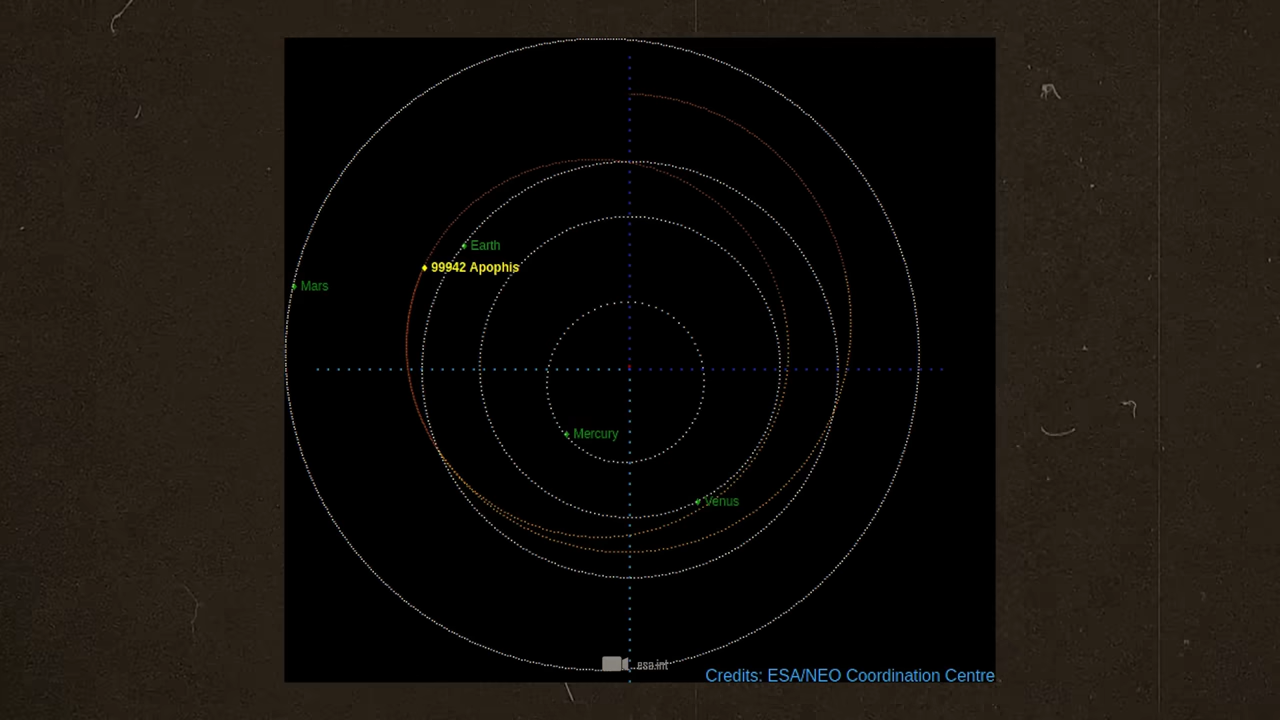 Earth
99942 Apophis
Mars
Mercury
Venus
esa.int
Credits: ESA/NEO Coordination Centre